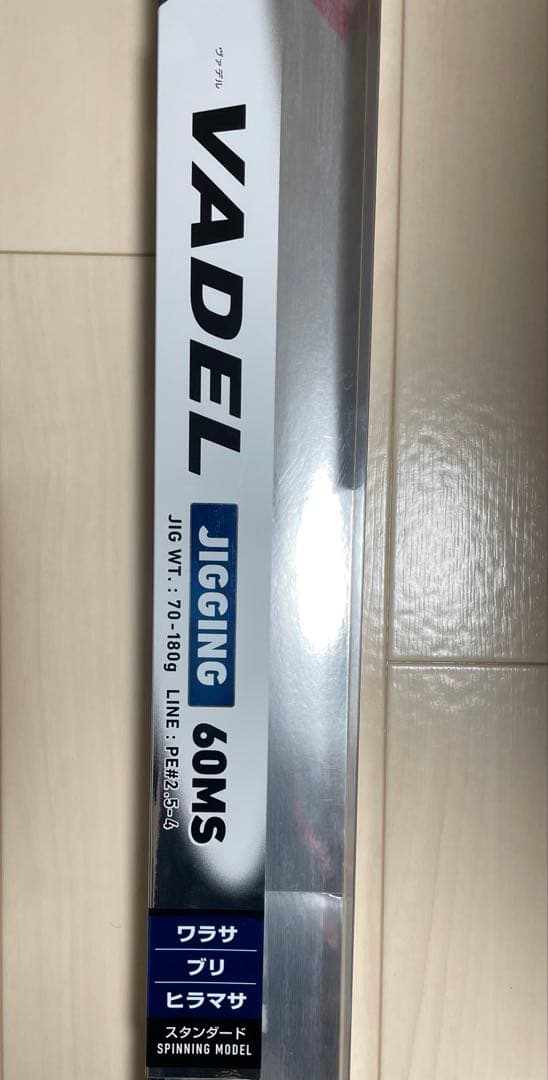 ヴァデル
VADEL
JIGGING 60MS
JIG WT. : 70-180g LINE : PE#2.5-4
ワラサ
ブリ
ヒラマサ
スタンダード
SPINNING MODEL